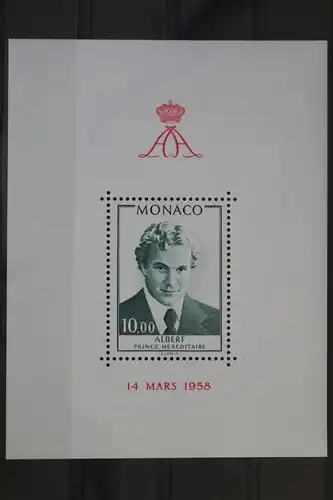 MONACO
10,00
ALBERT
PRINCE HÉRÉDITAIRE
14 MARS 1958